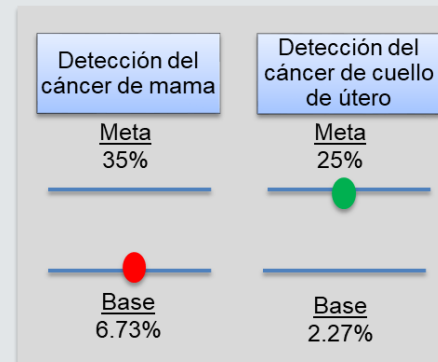 Detección del
cáncer de mama
Meta
35%
Base
6.73%
Detección del
cáncer de cuello
de útero
Meta
25%
Base
2.27%